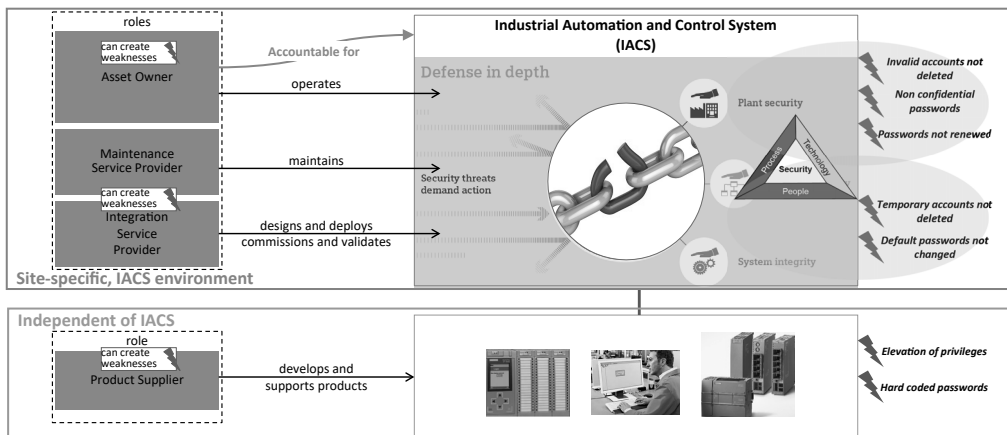 roles
can create
weaknesses
Asset Owner
Accountable for
operates
Maintenance
Service Provider
maintains
can create
weaknesses
Integration
Service
Provider
designs and deploys
commissions and validates
Site-specific, IACS environment
Industrial Automation and Control System
(IACS)
Defense in depth
Security threats
demand action
Plant security
System integrity
Process
Technology
Security
People
Invalid accounts not
deleted
Non confidential
passwords
Passwords not renewed
Temporary accounts not
deleted
Default passwords not
changed
Independent of IACS
role
can create
weaknesses
Product Supplier
develops and
supports products
Elevation of privileges
Hard coded passwords